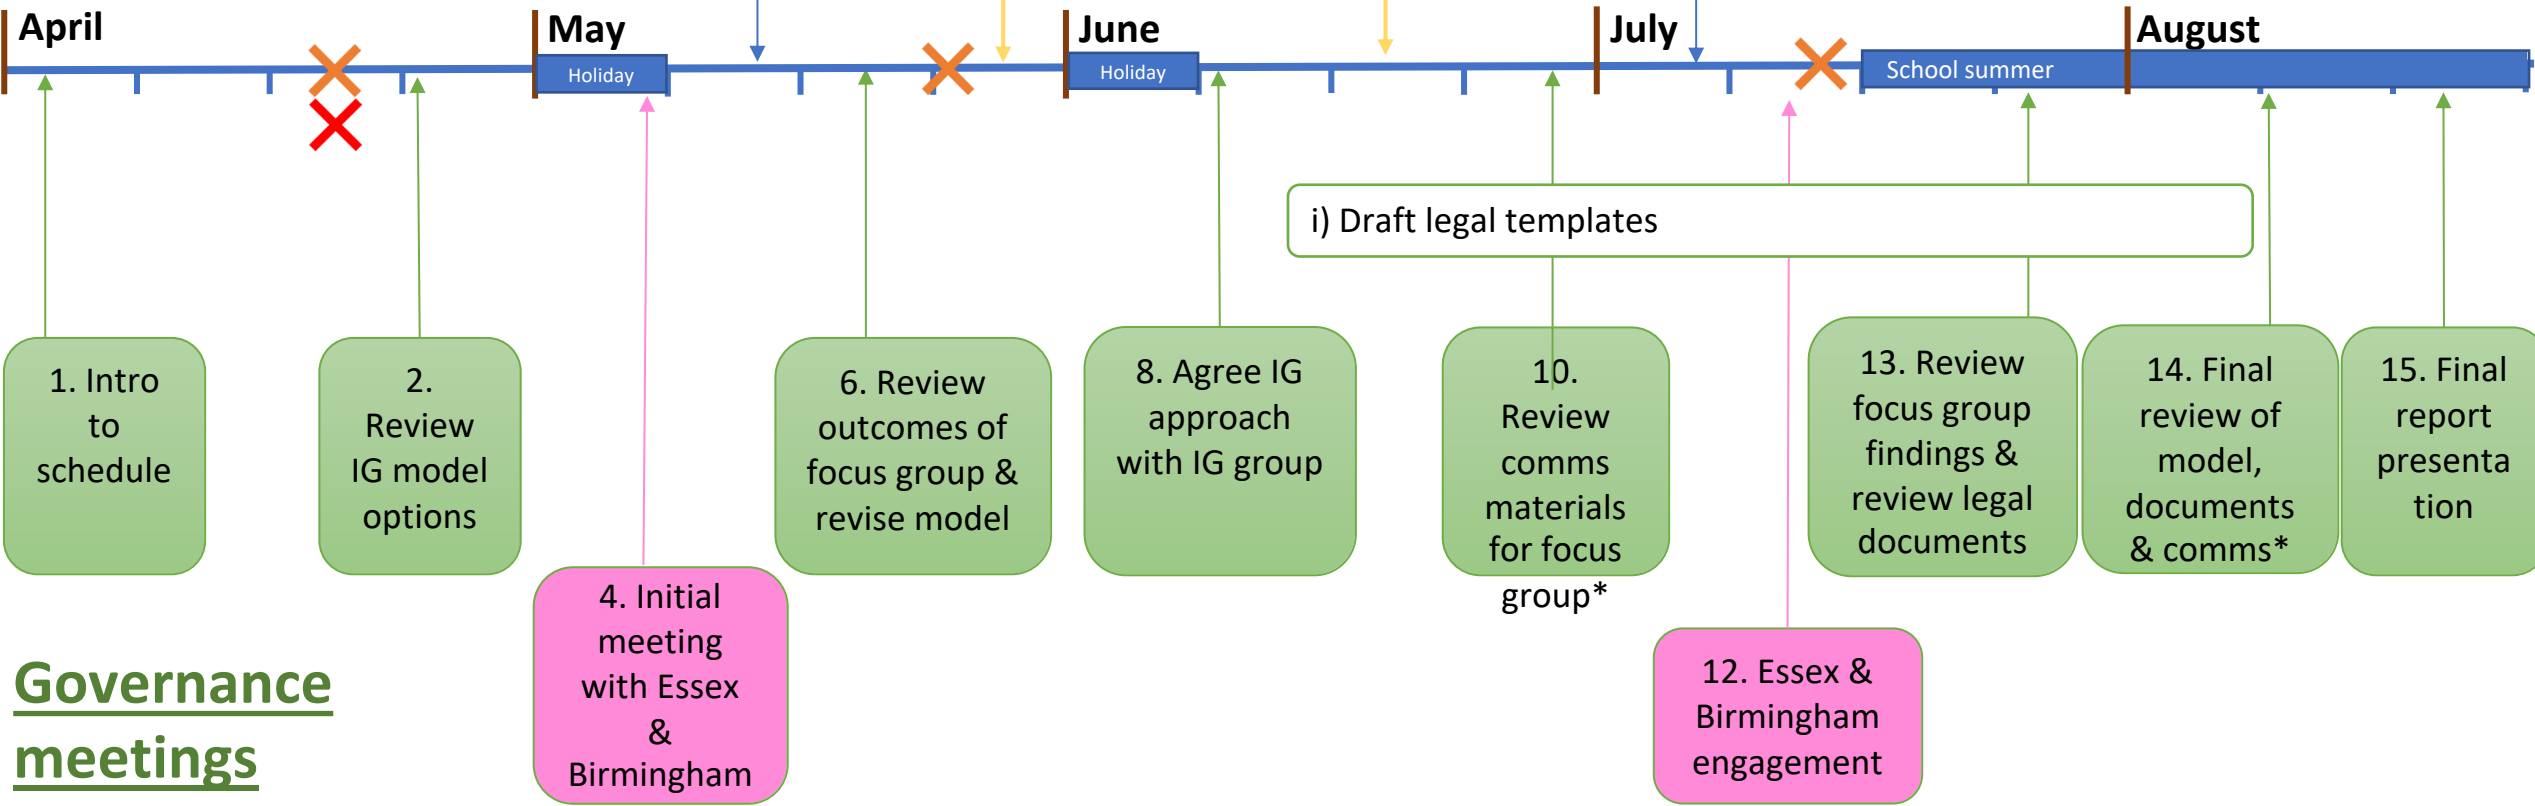 April
May
June
July
August
Holiday
Holiday
School summer
i) Draft legal templates
1. Intro
to
schedule
2.
Review
IG model
options
6. Review
outcomes of
focus group &
revise model
8. Agree IG
approach
with IG group
10.
Review
comms
materials
for focus
group*
13. Review
focus group
findings &
review legal
documents
14. Final
review of
model,
documents
& comms*
15. Final
report
presenta
tion
4. Initial
meeting
with Essex
&
Birmingham
12. Essex &
Birmingham
engagement
Governance
meetings